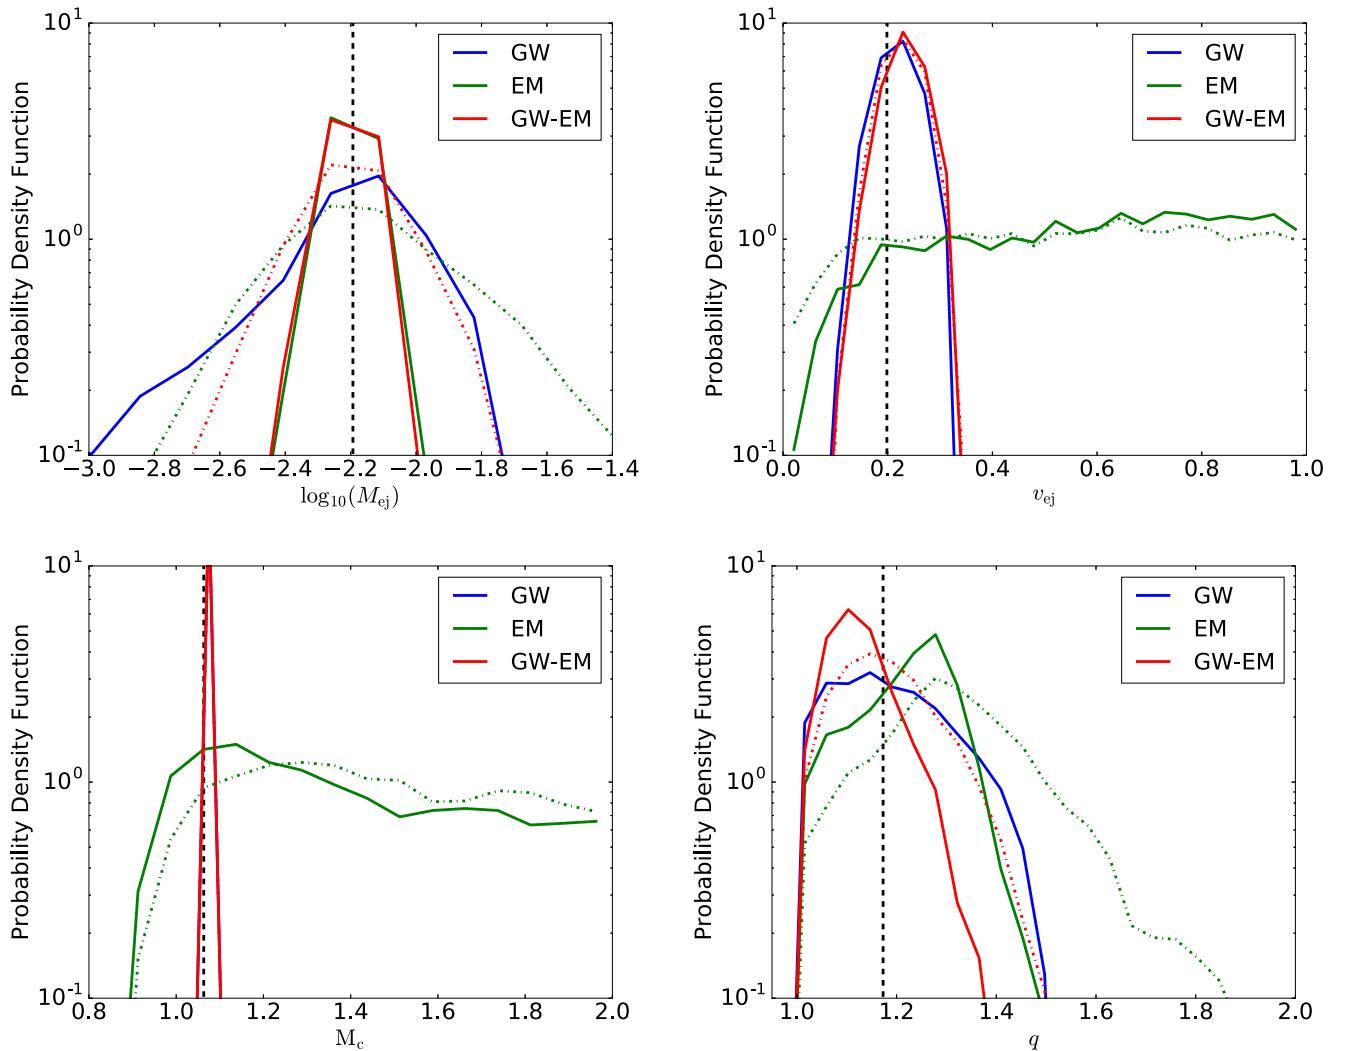 10^1
10^0
10^-1
Probability Density Function
GW
EM
GW-EM
−3.0 −2.8 −2.6 −2.4 −2.2 −2.0 −1.8 −1.6 −1.4
log10(Mej)
10^1
10^0
10^-1
Probability Density Function
GW
EM
GW-EM
0.0 0.2 0.4 0.6 0.8 1.0
vej
10^1
10^0
10^-1
Probability Density Function
GW
EM
GW-EM
0.8 1.0 1.2 1.4 1.6 1.8 2.0
Mc
10^1
10^0
10^-1
Probability Density Function
GW
EM
GW-EM
1.0 1.2 1.4 1.6 1.8 2.0
q